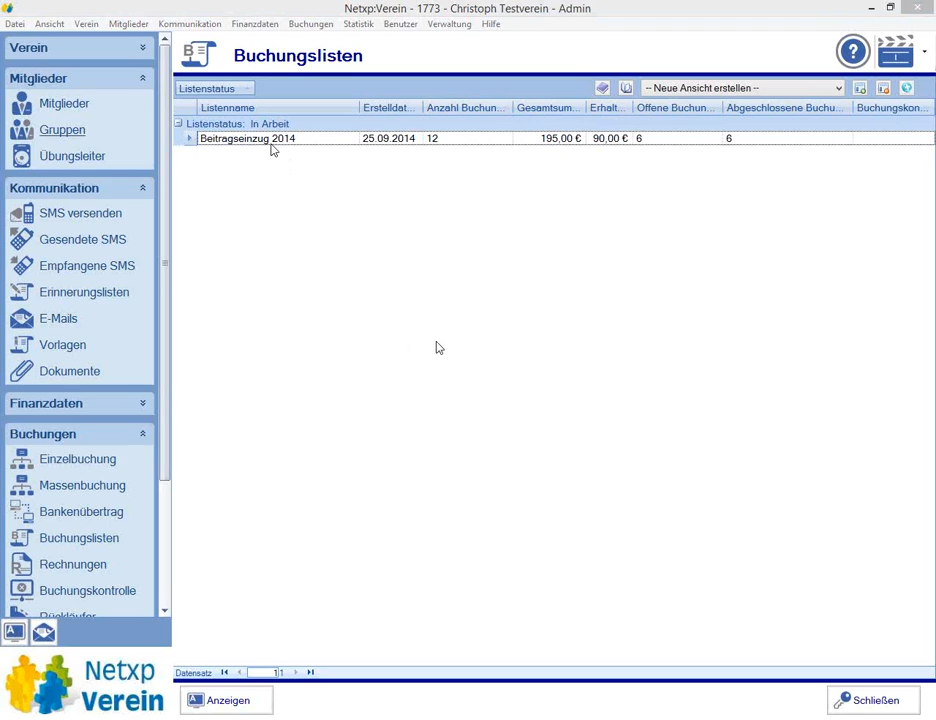 Netxp:Verein - 1773 - Christoph Testverein - Admin
Datei Ansicht Verein Mitglieder Kommunikation Finanzdaten Buchungen Statistik Benutzer Verwaltung Hilfe
Verein
Mitglieder
Mitglieder
Gruppen
Übungsleiter
Kommunikation
SMS versenden
Gesendete SMS
Empfangene SMS
Erinnerungslisten
E-Mails
Vorlagen
Dokumente
Finanzdaten
Buchungen
Einzelbuchung
Massenbuchung
Bankenübertrag
Buchungslisten
Rechnungen
Buchungskontrolle
Rückläufer
Netxp
Verein
Buchungslisten
Listenstatus
-- Neue Ansicht erstellen --
Listenname Erstelldat... Anzahl Buchun... Gesamtsum... Erhalt... Offene Buchun... Abgeschlossene Buchu... Buchungskon...
Listenstatus: In Arbeit
Beitragseinzug 2014 25.09.2014 12 195,00 € 90,00 € 6 6
Datensatz 1 1
Anzeigen
Schließen